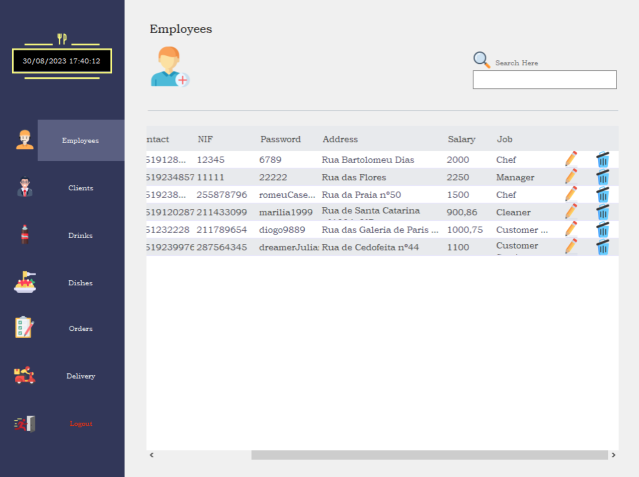 Employees
30/08/2023 17:40:12
Search Here
Employees
Clients
Drinks
Dishes
Orders
Delivery
Logout
ntact NIF Password Address Salary Job
519128... 12345 6789 Rua Bartolomeu Dias 2000 Chef
519234857 11111 22222 Rua das Flores 2250 Manager
519238... 255878796 romeuCase... Rua da Praia nº50 1500 Chef
519120287 211433099 marilia1999 Rua de Santa Catarina 900,86 Cleaner
51232228 211789654 diogo9889 Rua das Galeria de Paris ... 1000,75 Customer ...
519239976 287564345 dreamerJulia Rua de Cedofeita nº44 1100 Customer